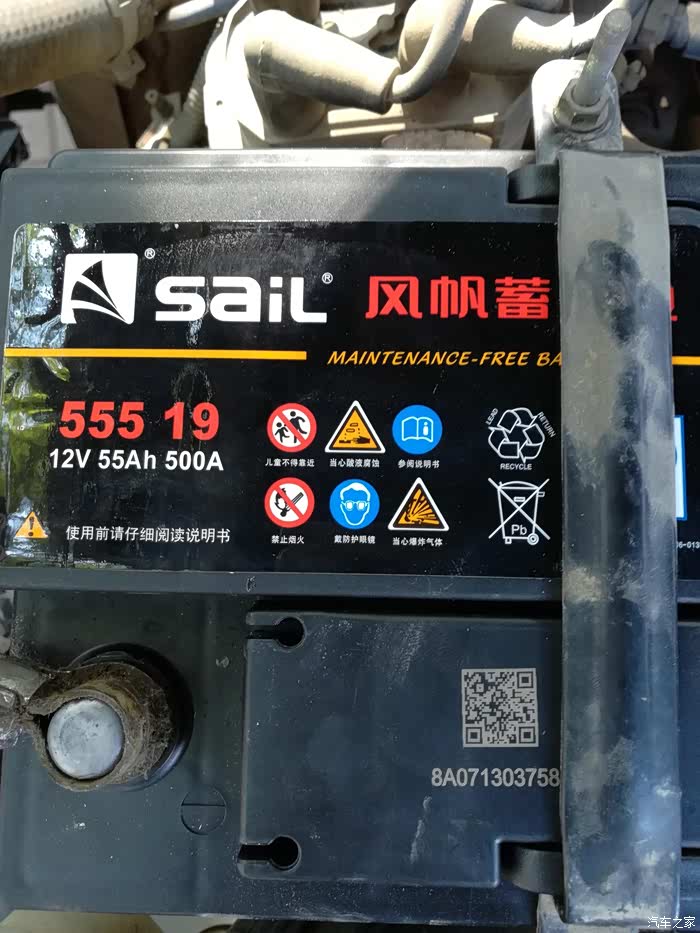 sail® 风帆蓄
MAINTENANCE-FREE BA
555 19
12V 55Ah 500A
儿童不得靠近
当心酸液腐蚀
参阅说明书
LEAD
RETURN
RECYCLE
禁止烟火
戴防护眼镜
当心爆炸气体
Pb
使用前请仔细阅读说明书
8A071303758
汽车之家